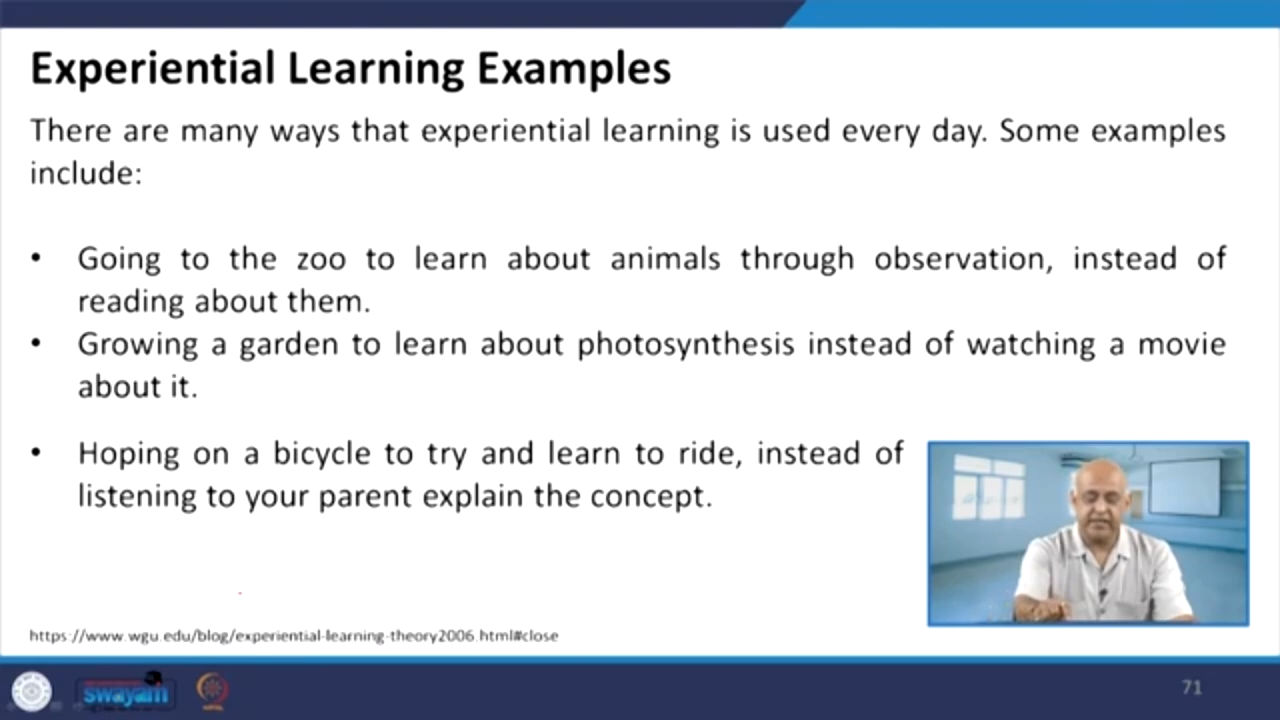 Experiential Learning Examples
There are many ways that experiential learning is used every day. Some examples
include:
• Going to the zoo to learn about animals through observation, instead of
reading about them.
• Growing a garden to learn about photosynthesis instead of watching a movie
about it.
• Hoping on a bicycle to try and learn to ride, instead of
listening to your parent explain the concept.
https://www.wgu.edu/blog/experiential-learning-theory2006.html#close
swayam
71